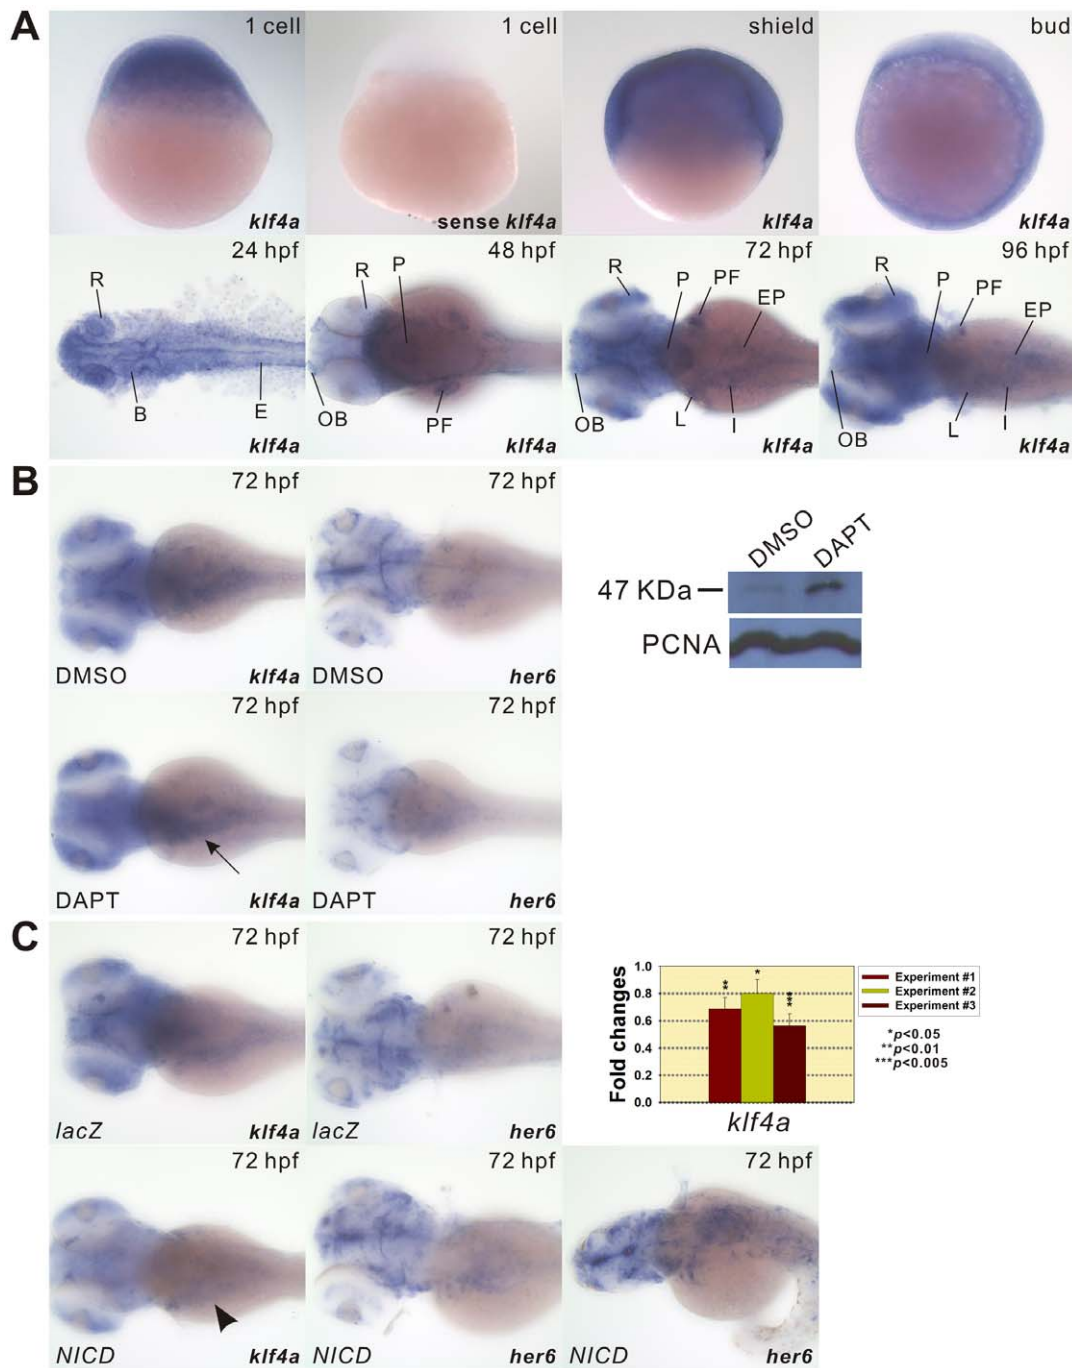 A
1 cell
klf4a
1 cell
sense klf4a
shield
klf4a
bud
klf4a
24 hpf
R
B
E
klf4a
48 hpf
R
P
OB
PF
klf4a
72 hpf
R
P
PF
EP
OB
L
I
klf4a
96 hpf
R
P
PF
EP
OB
L
I
klf4a
B
72 hpf
DMSO
klf4a
72 hpf
DMSO
her6
DMSO
DAPT
47 KDa
PCNA
72 hpf
DAPT
klf4a
72 hpf
DAPT
her6
C
72 hpf
lacZ
klf4a
72 hpf
lacZ
her6
Fold changes
1.0
0.8
0.6
0.4
0.2
0.0
**
*
***
klf4a
Experiment #1
Experiment #2
Experiment #3
*p<0.05
**p<0.01
***p<0.005
72 hpf
NICD
klf4a
72 hpf
NICD
her6
72 hpf
NICD
her6